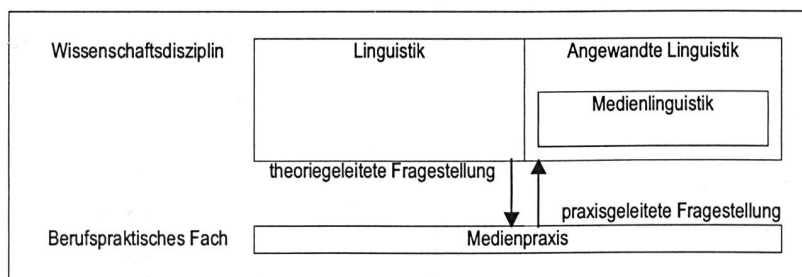 Wissenschaftsdisziplin Linguistik Angewandte Linguistik
Medienlinguistik
theoriegeleitete Fragestellung
praxisgeleitete Fragestellung
Berufspraktisches Fach Medienpraxis